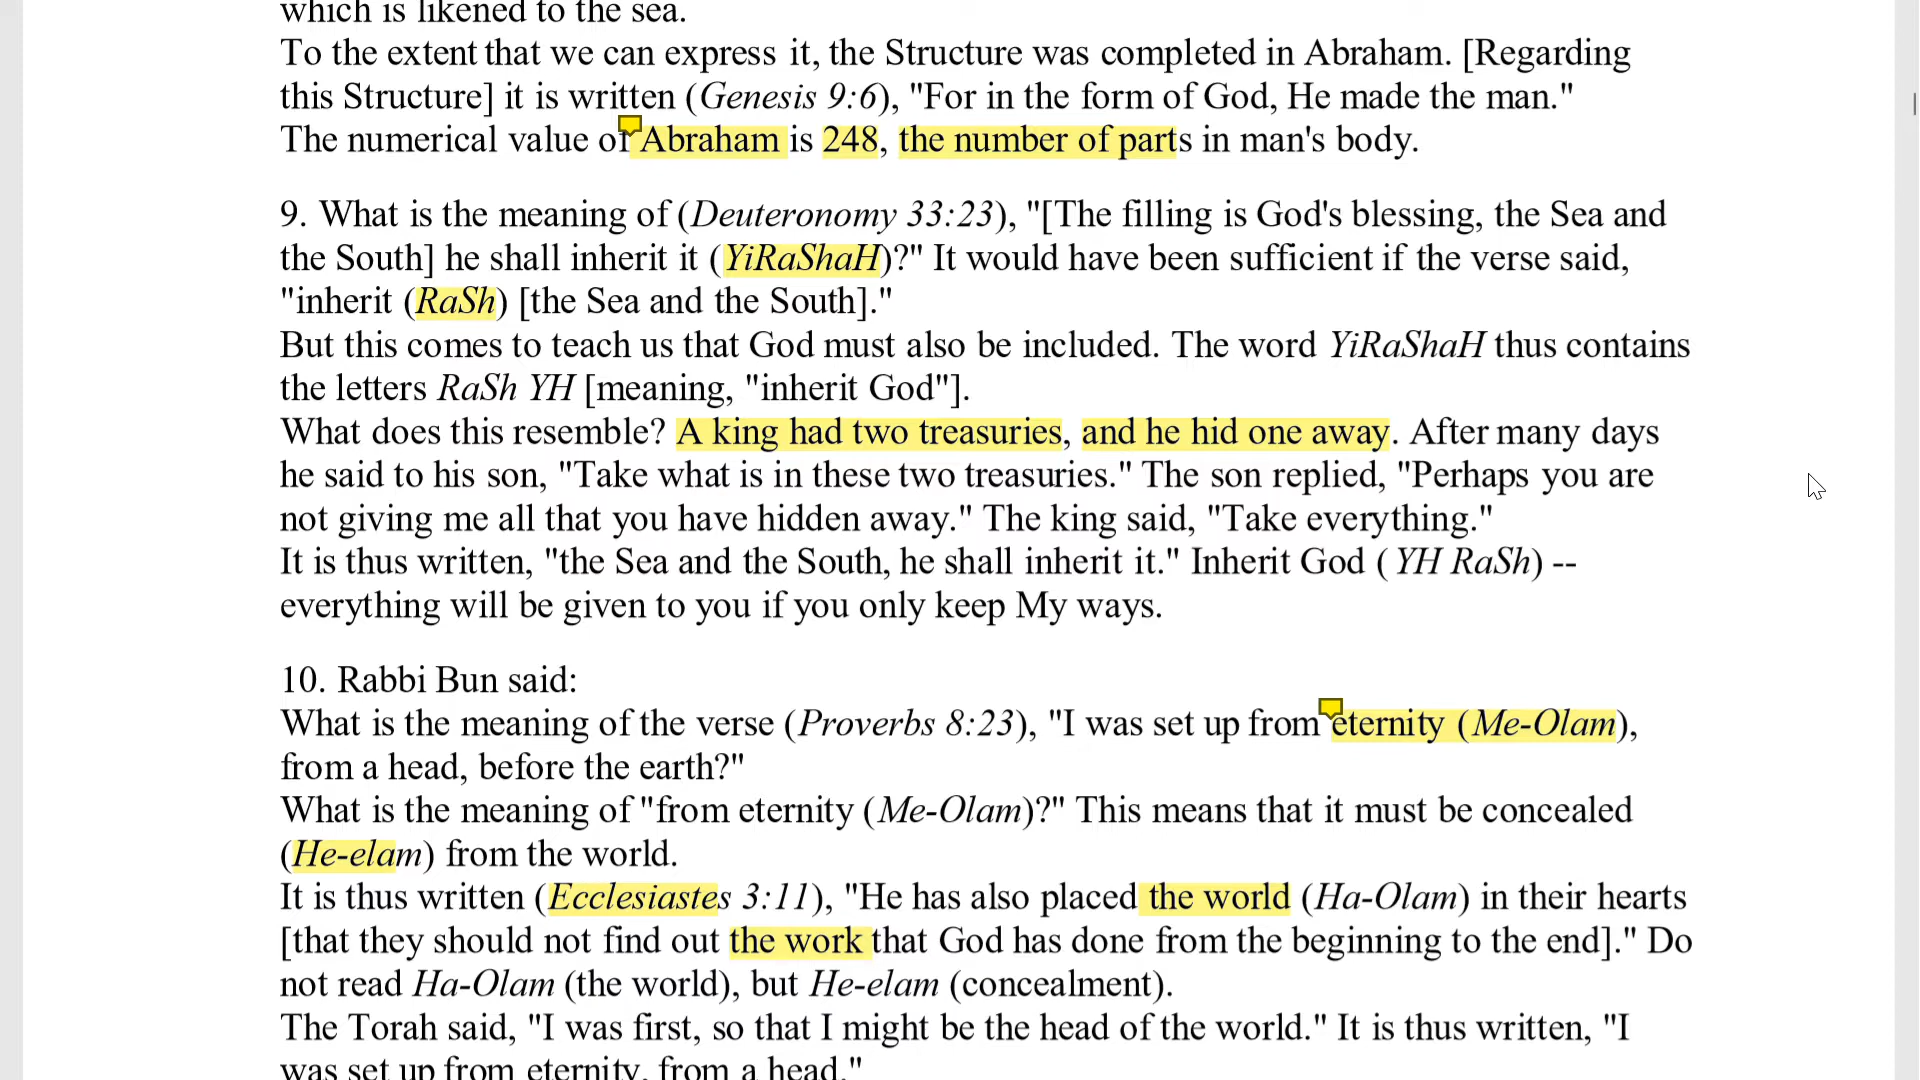 which is likened to the sea.
To the extent that we can express it, the Structure was completed in Abraham. [Regarding
this Structure] it is written (Genesis 9:6), "For in the form of God, He made the man."
The numerical value of Abraham is 248, the number of parts in man's body.
9. What is the meaning of (Deuteronomy 33:23), "[The filling is God's blessing, the Sea and
the South] he shall inherit it (YiRaShaH)?" It would have been sufficient if the verse said,
"inherit (RaSh) [the Sea and the South]."
But this comes to teach us that God must also be included. The word YiRaShaH thus contains
the letters RaSh YH [meaning, "inherit God"].
What does this resemble? A king had two treasuries, and he hid one away. After many days
he said to his son, "Take what is in these two treasuries." The son replied, "Perhaps you are
not giving me all that you have hidden away." The king said, "Take everything."
It is thus written, "the Sea and the South, he shall inherit it." Inherit God ( YH RaSh) --
everything will be given to you if you only keep My ways.
10. Rabbi Bun said:
What is the meaning of the verse (Proverbs 8:23), "I was set up from eternity (Me-Olam),
from a head, before the earth?"
What is the meaning of "from eternity (Me-Olam)?" This means that it must be concealed
(He-elam) from the world.
It is thus written (Ecclesiastes 3:11), "He has also placed the world (Ha-Olam) in their hearts
[that they should not find out the work that God has done from the beginning to the end]." Do
not read Ha-Olam (the world), but He-elam (concealment).
The Torah said, "I was first, so that I might be the head of the world." It is thus written, "I
was set up from eternity, from a head."